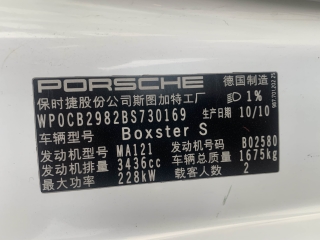 PORSCHE 德国制造
保时捷股份公司斯图加特工厂 1%
WP0CB2982BS730169 生产日期 10/10
车辆型号 Boxster S
发动机型号 MA121 发动机号码 B02580
发动机排量 3436cc 车辆总质量 1675kg
最大功率 228kW 载客人数 2